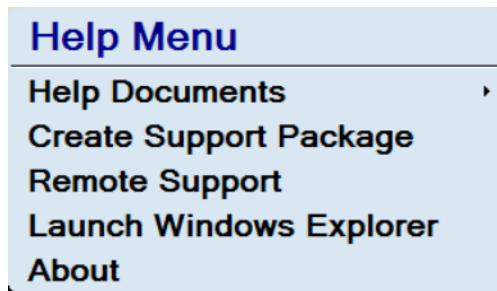 Help Menu
Help Documents
Create Support Package
Remote Support
Launch Windows Explorer
About